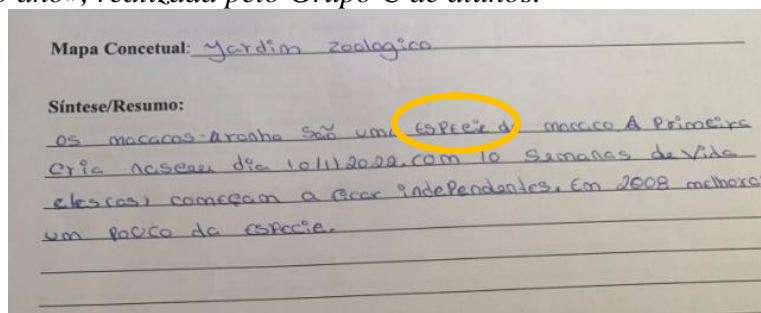 o ano», realizada pelo Grupo C de alunos.
Mapa Concetual: Jardim zoologico
Síntese/Resumo:
os macacos-aranha são uma espécie de macaco. A Primeira
cria nasceu dia 10/1/2022. com 10 Semanas de vida
eles(as) começam a ficar independentes. Em 2008 melhora
um pouco da espécie.